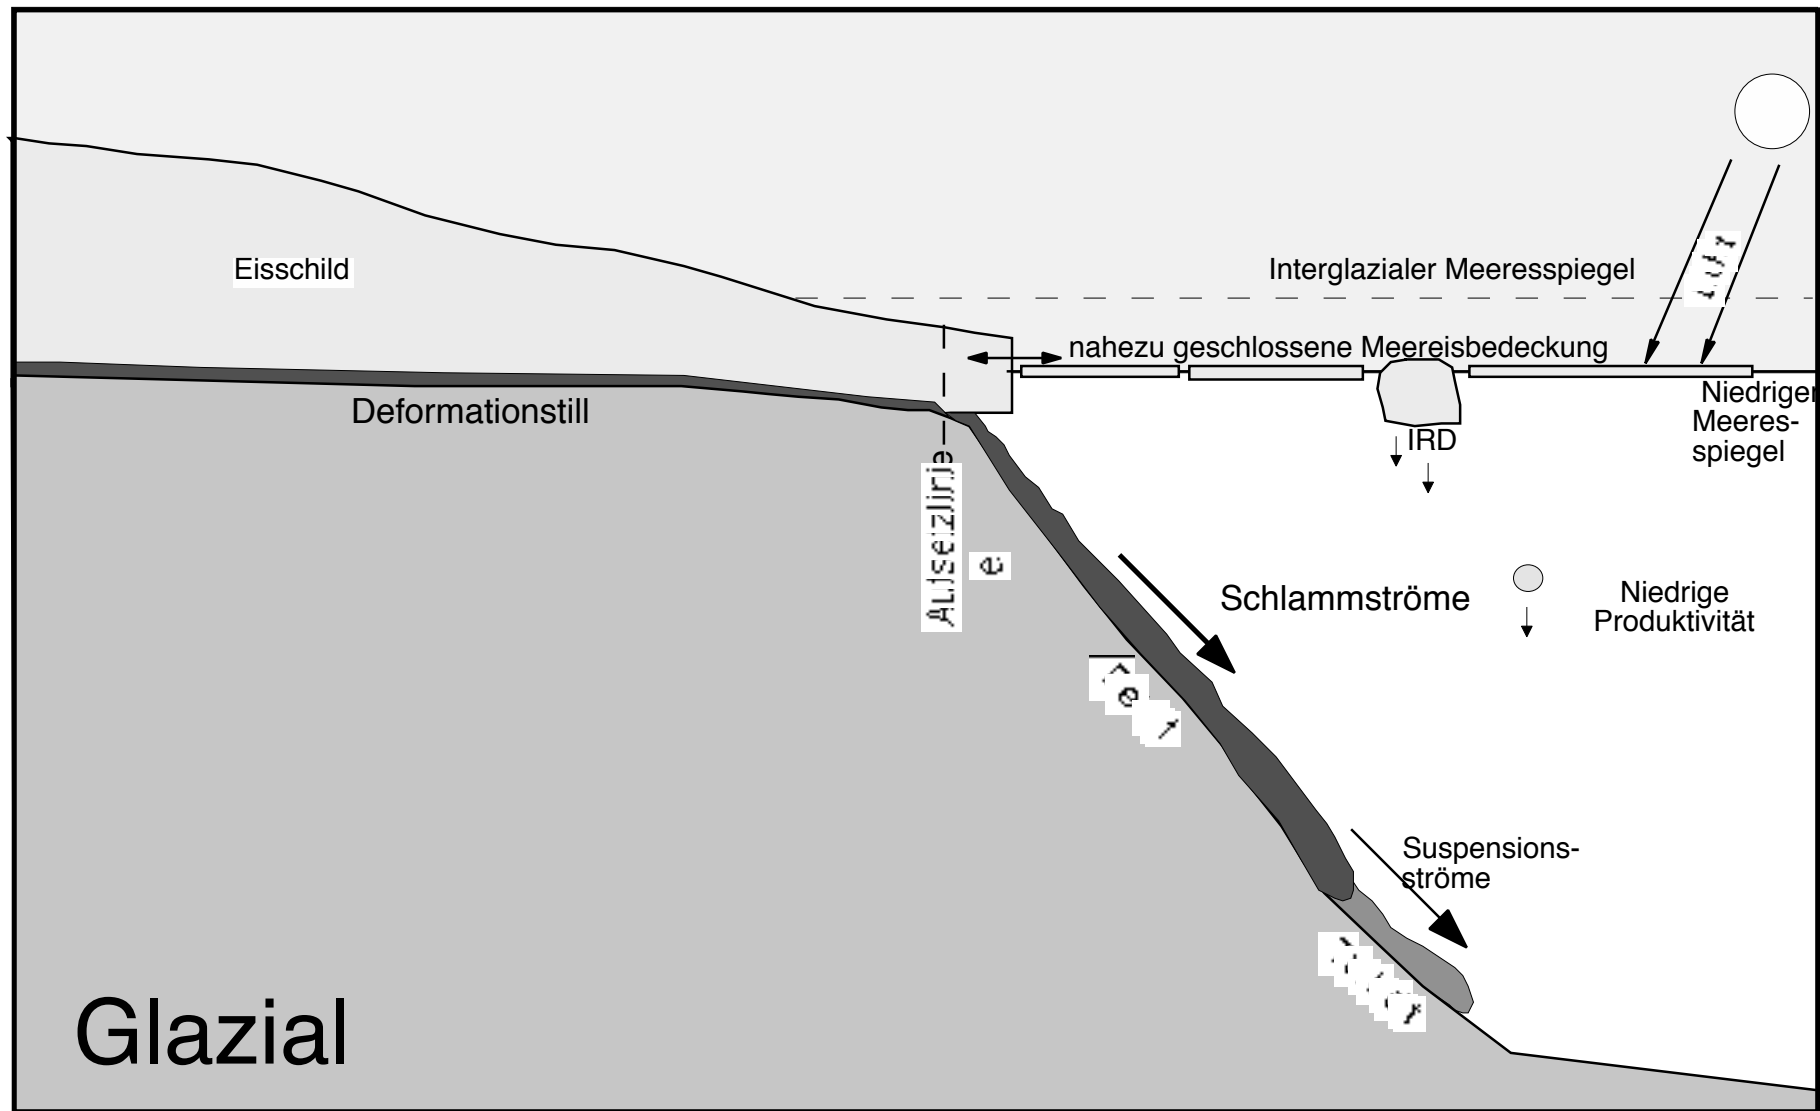 Eisschild
Interglazialer Meeresspiegel
nahezu geschlossene Meereisbedeckung
Niedriger
Meeres-
spiegel
Deformationstill
IRD
Schlammströme
Niedrige
Produktivität
Suspensions-
ströme
Glazial